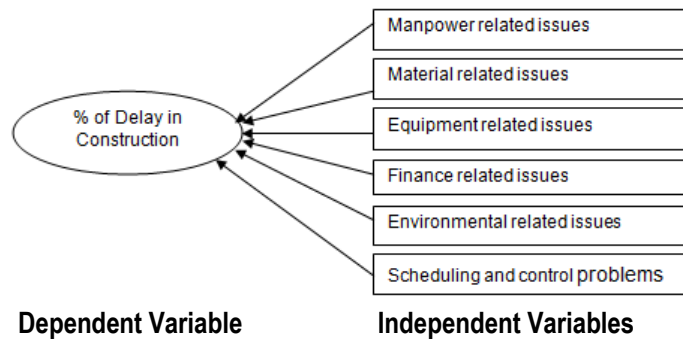 Manpower related issues
Material related issues
% of Delay in
Construction
Equipment related issues
Finance related issues
Environmental related issues
Scheduling and control problems
Dependent Variable
Independent Variables